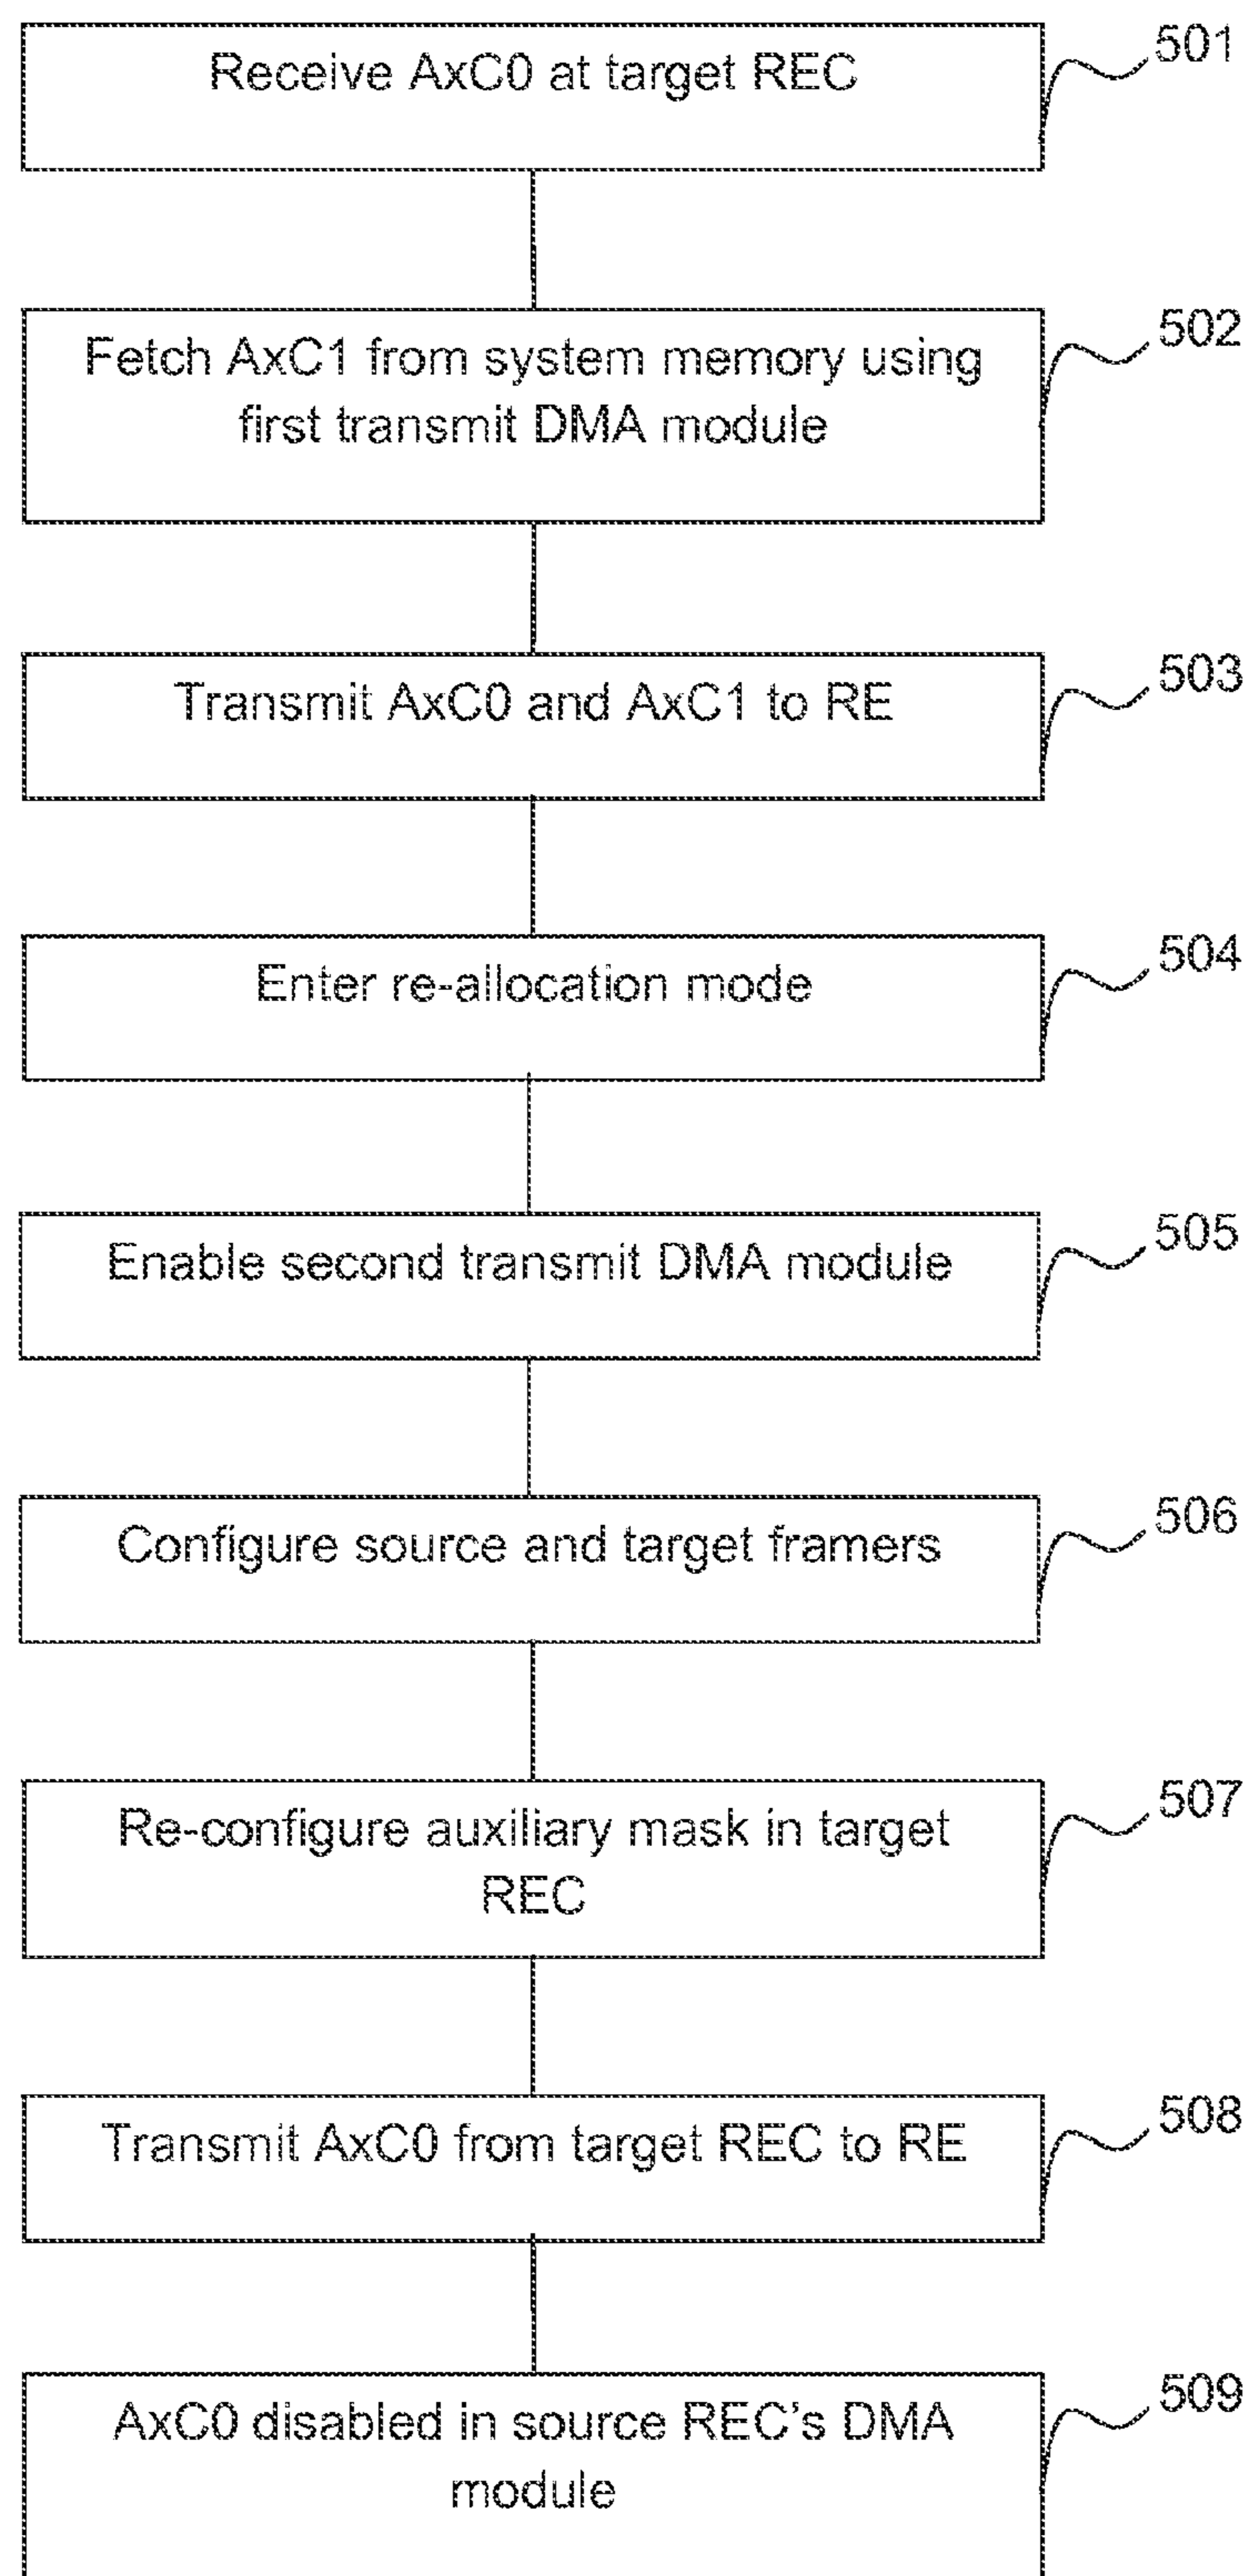 Receive AxC0 at target REC
501
Fetch AxC1 from system memory using
first transmit DMA module
502
Transmit AxC0 and AxC1 to RE
503
Enter re-allocation mode
504
Enable second transmit DMA module
505
Configure source and target framers
506
Re-configure auxiliary mask in target
REC
507
Transmit AxC0 from target REC to RE
508
AxC0 disabled in source REC's DMA
module
509